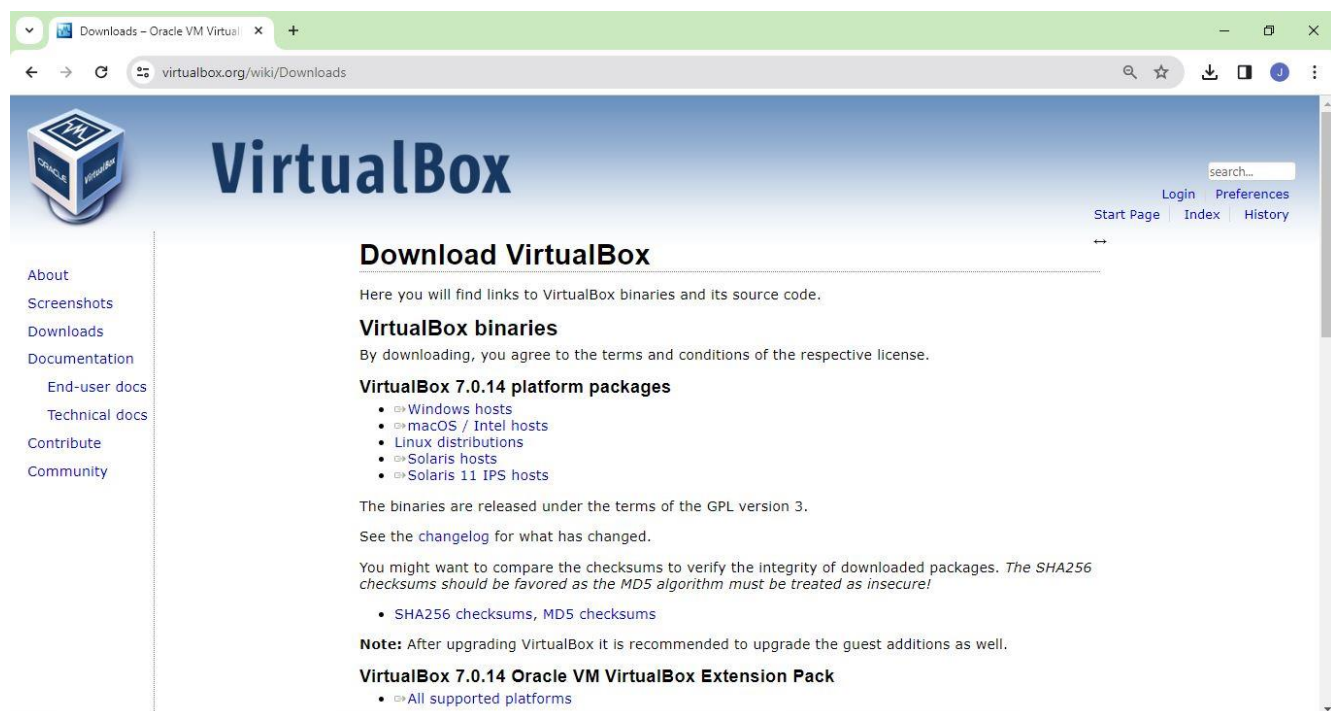 Downloads – Oracle VM Virtual
virtualbox.org/wiki/Downloads
J
ORACLE
VirtualBox
VirtualBox
search...
Login Preferences
Start Page Index History
About
Screenshots
Downloads
Documentation
End-user docs
Technical docs
Contribute
Community
Download VirtualBox
Here you will find links to VirtualBox binaries and its source code.
VirtualBox binaries
By downloading, you agree to the terms and conditions of the respective license.
VirtualBox 7.0.14 platform packages
Windows hosts
macOS / Intel hosts
Linux distributions
Solaris hosts
Solaris 11 IPS hosts
The binaries are released under the terms of the GPL version 3.
See the changelog for what has changed.
You might want to compare the checksums to verify the integrity of downloaded packages. The SHA256
checksums should be favored as the MD5 algorithm must be treated as insecure!
SHA256 checksums, MD5 checksums
Note: After upgrading VirtualBox it is recommended to upgrade the guest additions as well.
VirtualBox 7.0.14 Oracle VM VirtualBox Extension Pack
All supported platforms